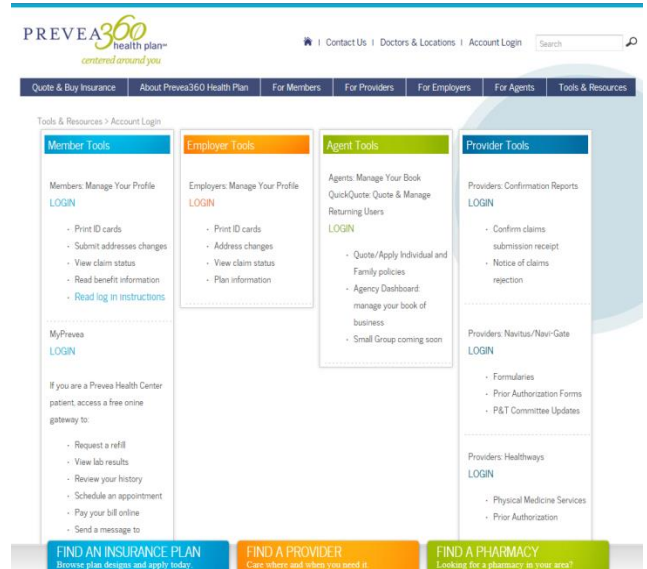 PREVEA360
health plan℠
centered around you
Contact Us | Doctors & Locations | Account Login
Search
Quote & Buy Insurance
About Prevea360 Health Plan
For Members
For Providers
For Employers
For Agents
Tools & Resources
Tools & Resources > Account Login
Member Tools
Members: Manage Your Profile
LOGIN
• Print ID cards
• Submit addresses changes
• View claim status
• Read benefit information
• Read log in instructions
MyPrevea
LOGIN
If you are a Prevea Health Center
patient, access a free onine
gateway to:
• Request a refill
• View lab results
• Review your history
• Schedule an appointment
• Pay your bill online
• Send a message to
Employer Tools
Employers: Manage Your Profile
LOGIN
• Print ID cards
• Address changes
• View claim status
• Plan information
Agent Tools
Agents: Manage Your Book
QuickQuote: Quote & Manage
Returning Users
LOGIN
• Quote/Apply Individual and
Family policies
• Agency Dashboard:
manage your book of
business
• Small Group coming soon
Provider Tools
Providers: Confirmation Reports
LOGIN
• Confirm claims
submission receipt
• Notice of claims
rejection
Providers: Navitus/Navi-Gate
LOGIN
• Formularies
• Prior Authorization Forms
• P&T Committee Updates
Providers: Healthways
LOGIN
• Physical Medicine Services
• Prior Authorization
FIND AN INSURANCE PLAN
Browse plan designs and apply today.
FIND A PROVIDER
Care where and when you need it.
FIND A PHARMACY
Looking for a pharmacy in your area?